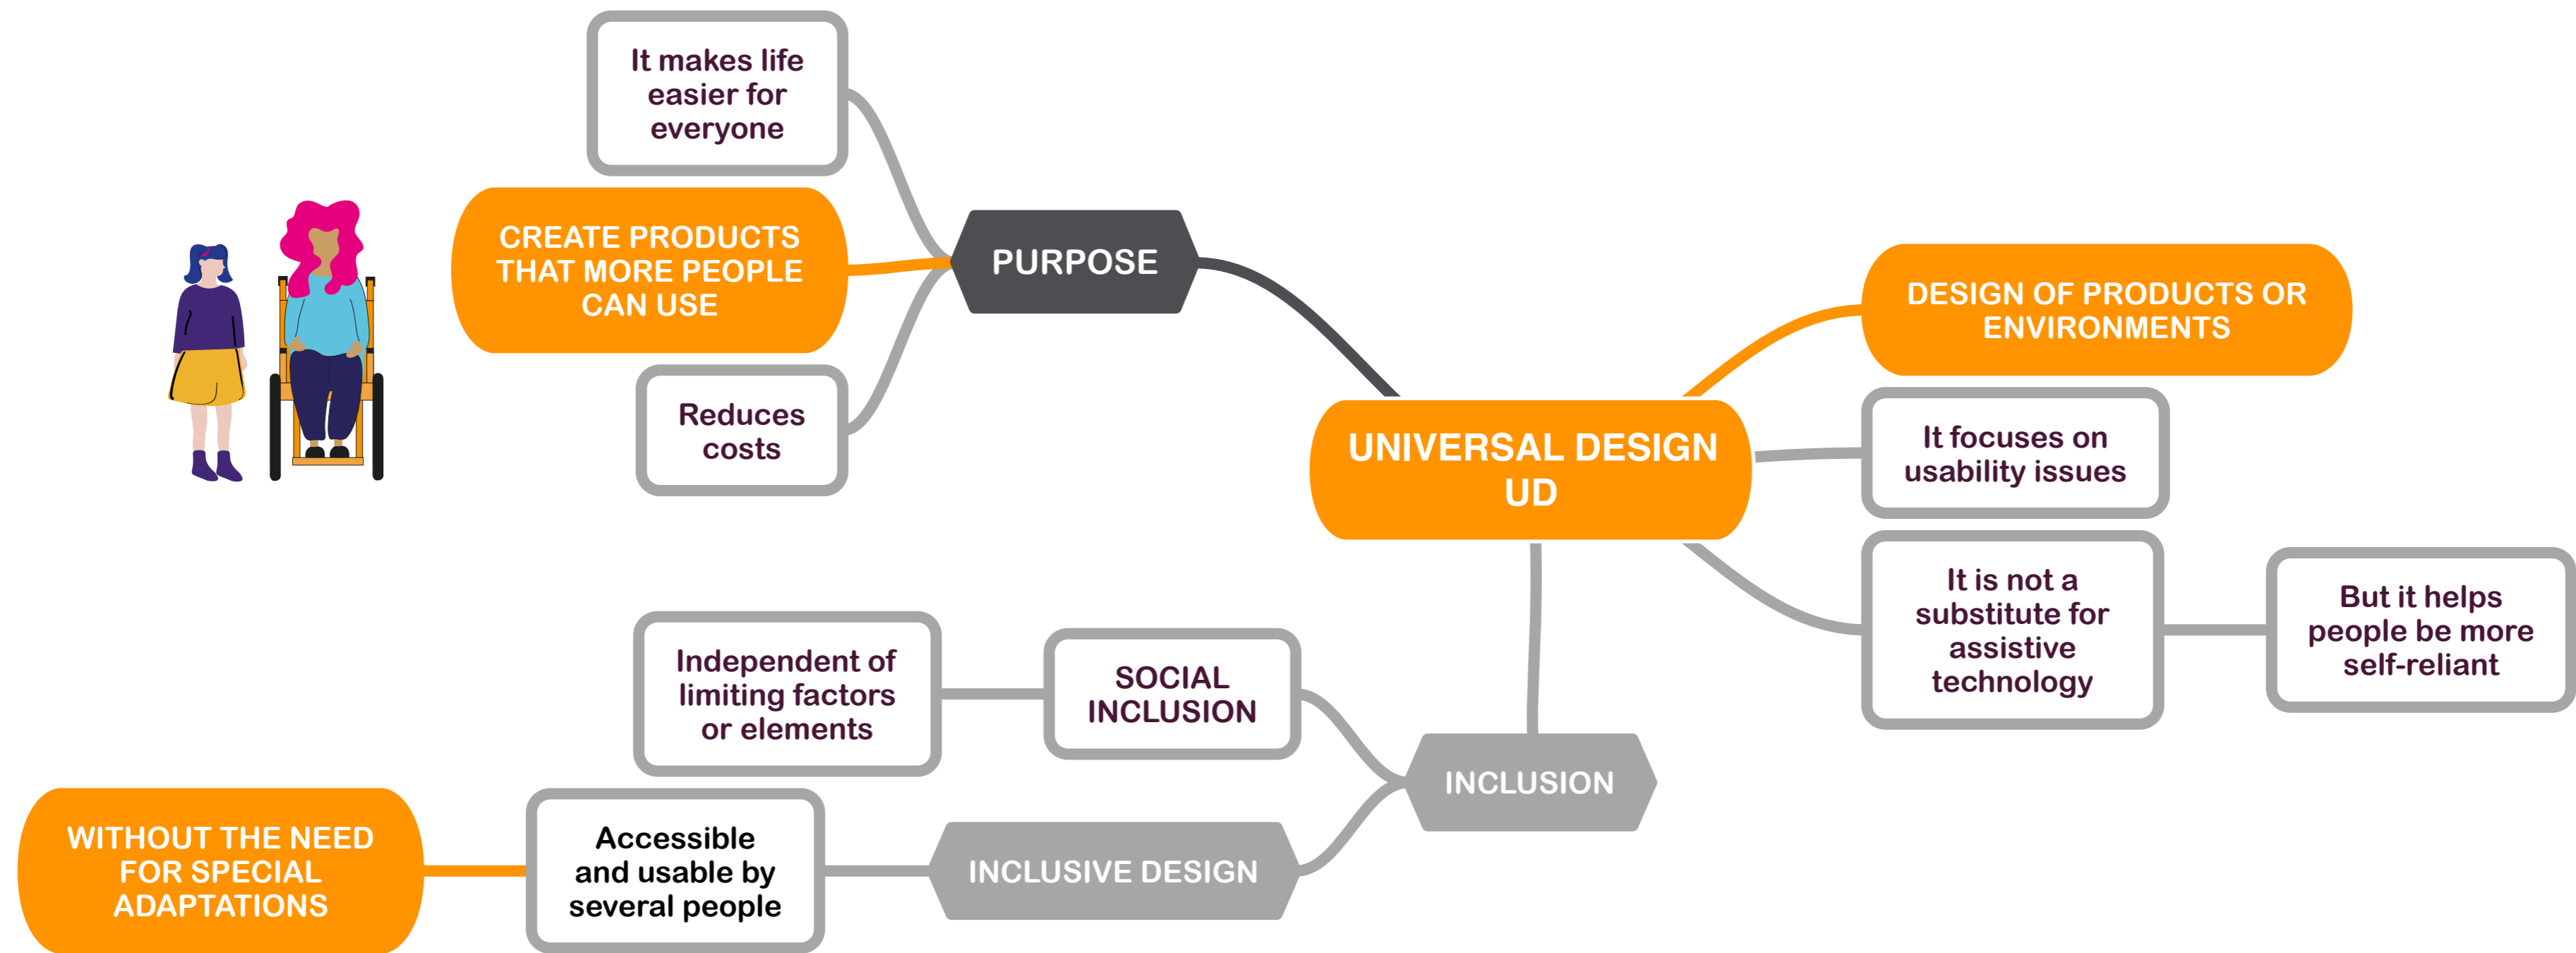 It makes life
easier for
everyone
CREATE PRODUCTS
THAT MORE PEOPLE
CAN USE
Reduces
costs
PURPOSE
UNIVERSAL DESIGN
UD
DESIGN OF PRODUCTS OR
ENVIRONMENTS
It focuses on
usability issues
It is not a
substitute for
assistive
technology
But it helps
people be more
self-reliant
INCLUSION
SOCIAL
INCLUSION
Independent of
limiting factors
or elements
INCLUSIVE DESIGN
Accessible
and usable by
several people
WITHOUT THE NEED
FOR SPECIAL
ADAPTATIONS